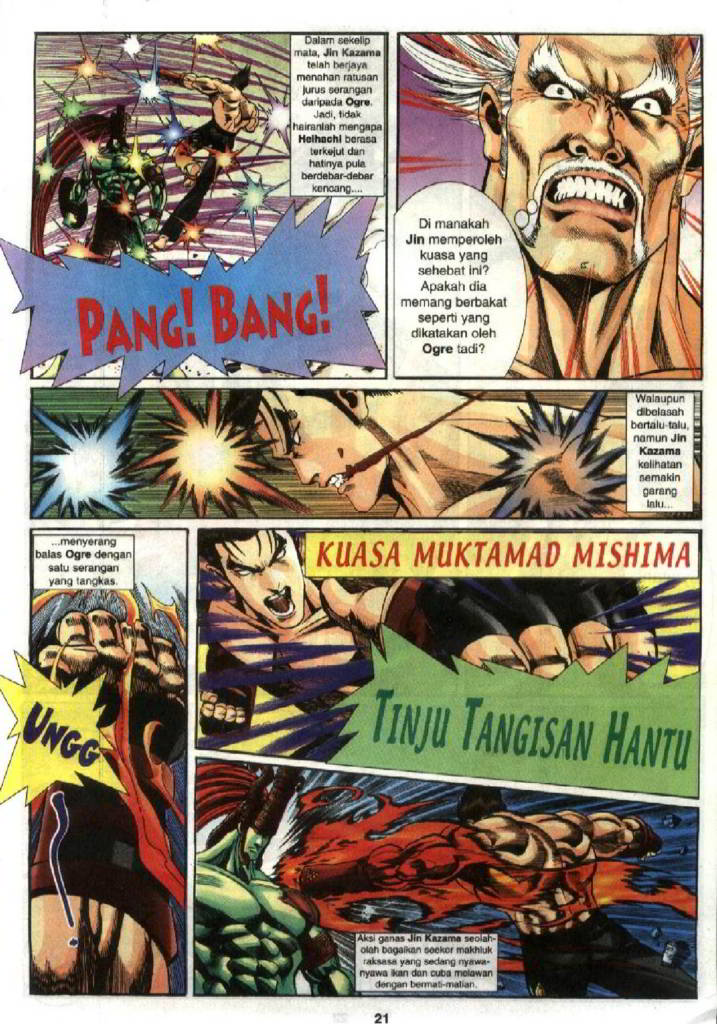 Dalam sekelip
mata, Jin Kazama
telah berjaya
menahan ratusan
jurus serangan
daripada Ogre.
Jadi, tidak
hairanlah mengapa
Heihachi berasa
terkejut dan
hatinya pula
berdebar-debar
kencang....
PANG! BANG!
Di manakah
Jin memperoleh
kuasa yang
sehebat ini?
Apakah dia
memang berbakat
seperti yang
dikatakan oleh
Ogre tadi?
Walaupun
dibelasah
bertalu-talu,
namun Jin
Kazama
kelihatan
semakin
garang
lalu...
...menyerang
balas Ogre dengan
satu serangan
yang tangkas.
UNGG
KUASA MUKTAMAD MISHIMA
TINJU TANGISAN HANTU
Aksi ganas Jin Kazama seolah-
olah bagaikan seekor makhluk
raksasa yang sedang nyawa-
nyawa ikan dan cuba melawan
dengan bermati-matian.
21